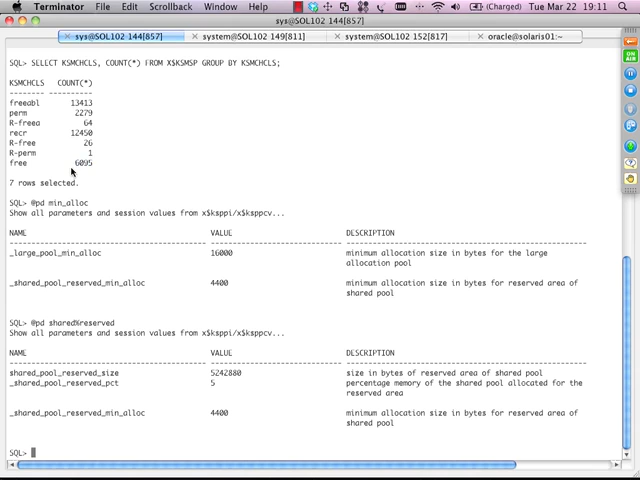 Terminator File Edit Scrollback Window Help (Charged) Tue Mar 22 19:11
sys@SOL102 144[857]
sys@SOL102 144[857] system@SOL102 149[811] system@SOL102 152[817] oracle@solaris01:~
SQL> SELECT KSMCHCLS, COUNT(*) FROM X$KSMSP GROUP BY KSMCHCLS;
KSMCHCLS COUNT(*)
-------- ----------
freeabl 13413
perm 2279
R-freea 64
recr 12450
R-free 26
R-perm 1
free 6095
7 rows selected.
SQL> @pd min_alloc
Show all parameters and session values from x$ksppi/x$ksppcv...
NAME VALUE DESCRIPTION
_large_pool_min_alloc 16000 minimum allocation size in bytes for the large
allocation pool
_shared_pool_reserved_min_alloc 4400 minimum allocation size in bytes for reserved area of
shared pool
SQL> @pd shared%reserved
Show all parameters and session values from x$ksppi/x$ksppcv...
NAME VALUE DESCRIPTION
shared_pool_reserved_size 5242880 size in bytes of reserved area of shared pool
_shared_pool_reserved_pct 5 percentage memory of the shared pool allocated for the
reserved area
_shared_pool_reserved_min_alloc 4400 minimum allocation size in bytes for reserved area of
shared pool
SQL>
ON AIR